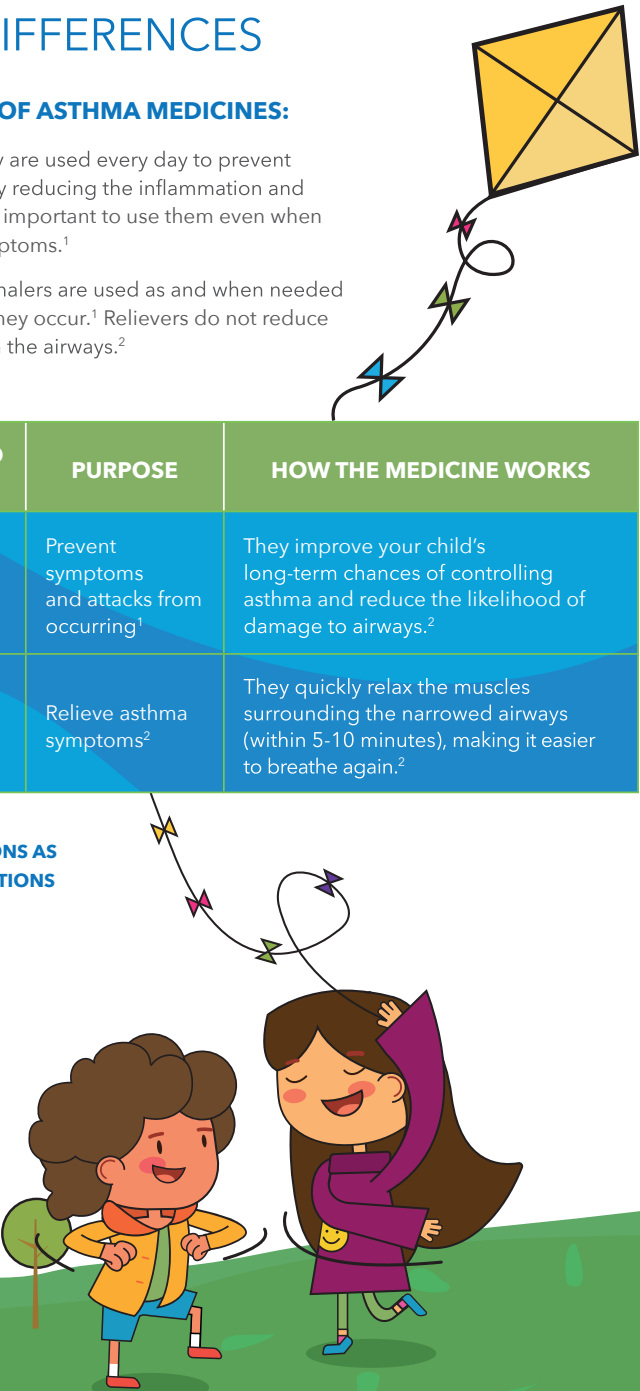 IFFERENCES
OF ASTHMA MEDICINES:
are used every day to prevent
reducing the inflammation and
important to use them even when
ptoms.¹
nalers are used as and when needed
ney occur.¹ Relievers do not reduce
the airways.²
PURPOSE
HOW THE MEDICINE WORKS
Prevent
symptoms
and attacks from
occurring¹
They improve your child's
long-term chances of controlling
asthma and reduce the likelihood of
damage to airways.²
Relieve asthma
symptoms²
They quickly relax the muscles
surrounding the narrowed airways
(within 5-10 minutes), making it easier
to breathe again.²
ONS AS
TIONS